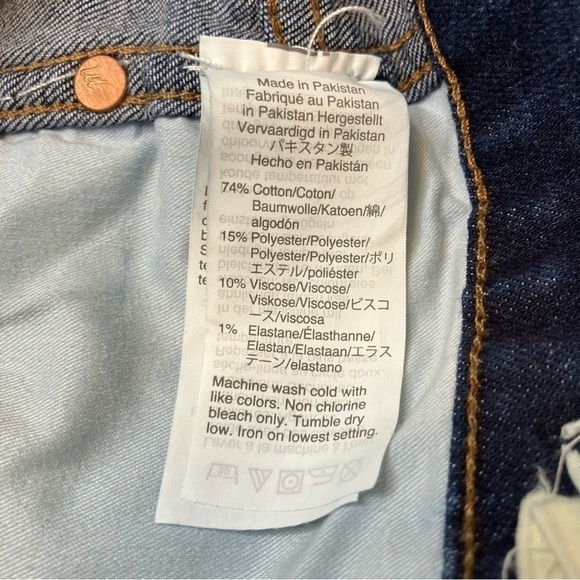 Made in Pakistan
Fabriqué au Pakistan
in Pakistan Hergestellt
Vervaardigd in Pakistan
パキスタン製
Hecho en Pakistán
74% Cotton/Coton/
Baumwolle/Katoen/綿/
algodón
15% Polyester/Polyester/
Polyester/Polyester/ポリ
エステル/poliéster
10% Viscose/Viscose/
Viskose/Viscose/ビスコ
ース/viscosa
1% Elastane/Élasthanne/
Elastan/Elastaan/エラス
テーン/elastano
Machine wash cold with
like colors. Non chlorine
bleach only. Tumble dry
low. Iron on lowest setting.